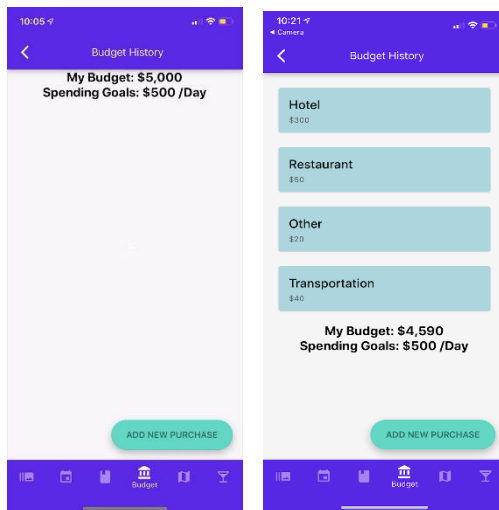 10:05
Budget History
My Budget: $5,000
Spending Goals: $500 /Day
ADD NEW PURCHASE
Budget
10:21
◄ Camera
Budget History
Hotel
$300
Restaurant
$50
Other
$20
Transportation
$40
My Budget: $4,590
Spending Goals: $500 /Day
ADD NEW PURCHASE
Budget